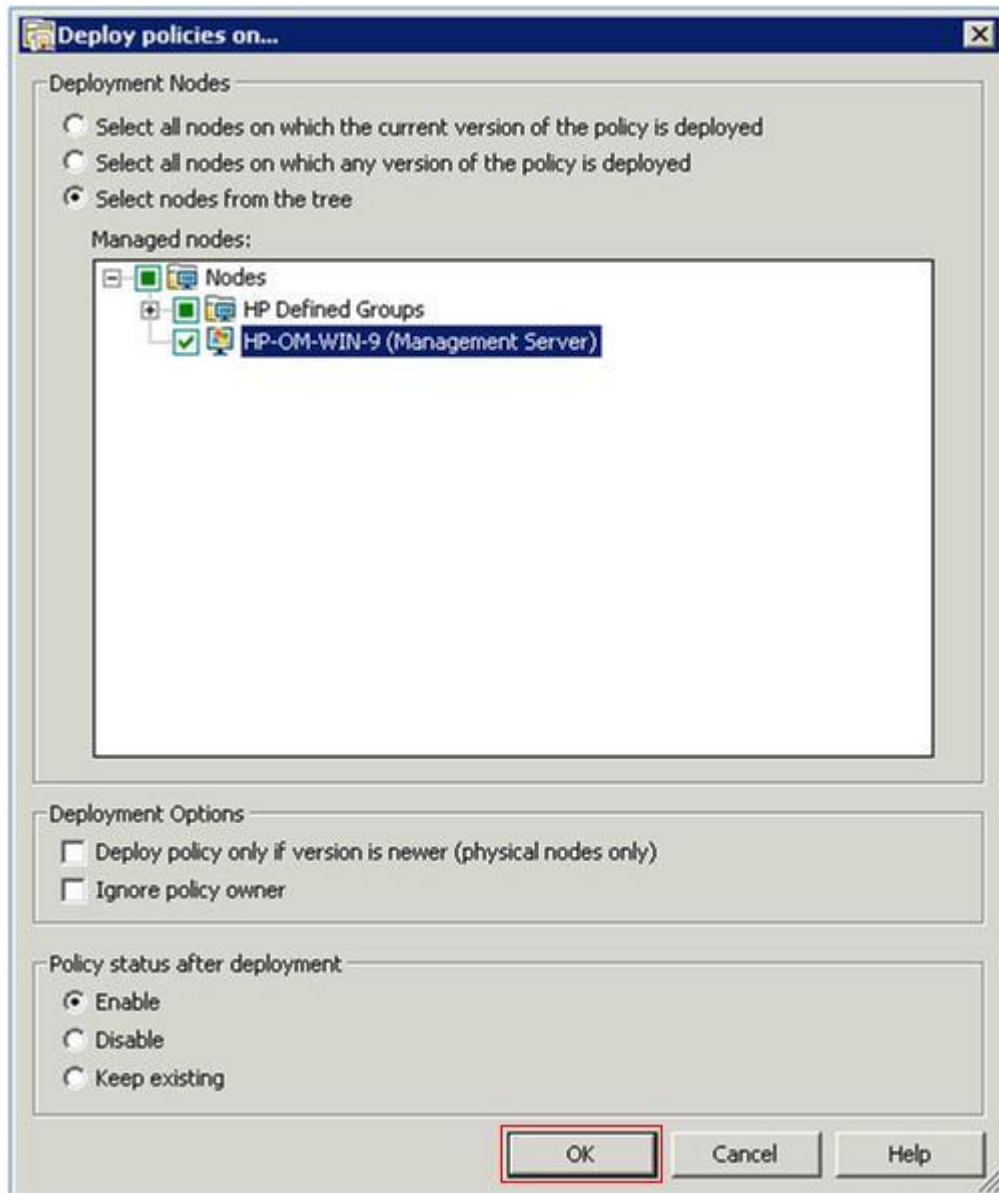 Deploy policies on...
Deployment Nodes
Select all nodes on which the current version of the policy is deployed
Select all nodes on which any version of the policy is deployed
Select nodes from the tree
Managed nodes:
Nodes
HP Defined Groups
HP-OM-WIN-9 (Management Server)
Deployment Options
Deploy policy only if version is newer (physical nodes only)
Ignore policy owner
Policy status after deployment
Enable
Disable
Keep existing
OK Cancel Help